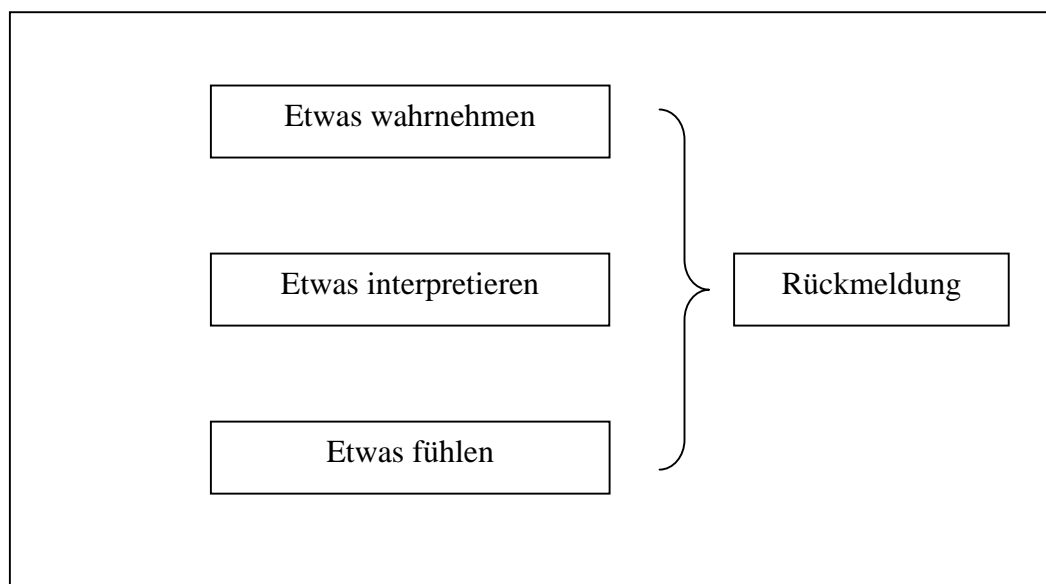 Etwas wahrnehmen
Etwas interpretieren
Rückmeldung
Etwas fühlen